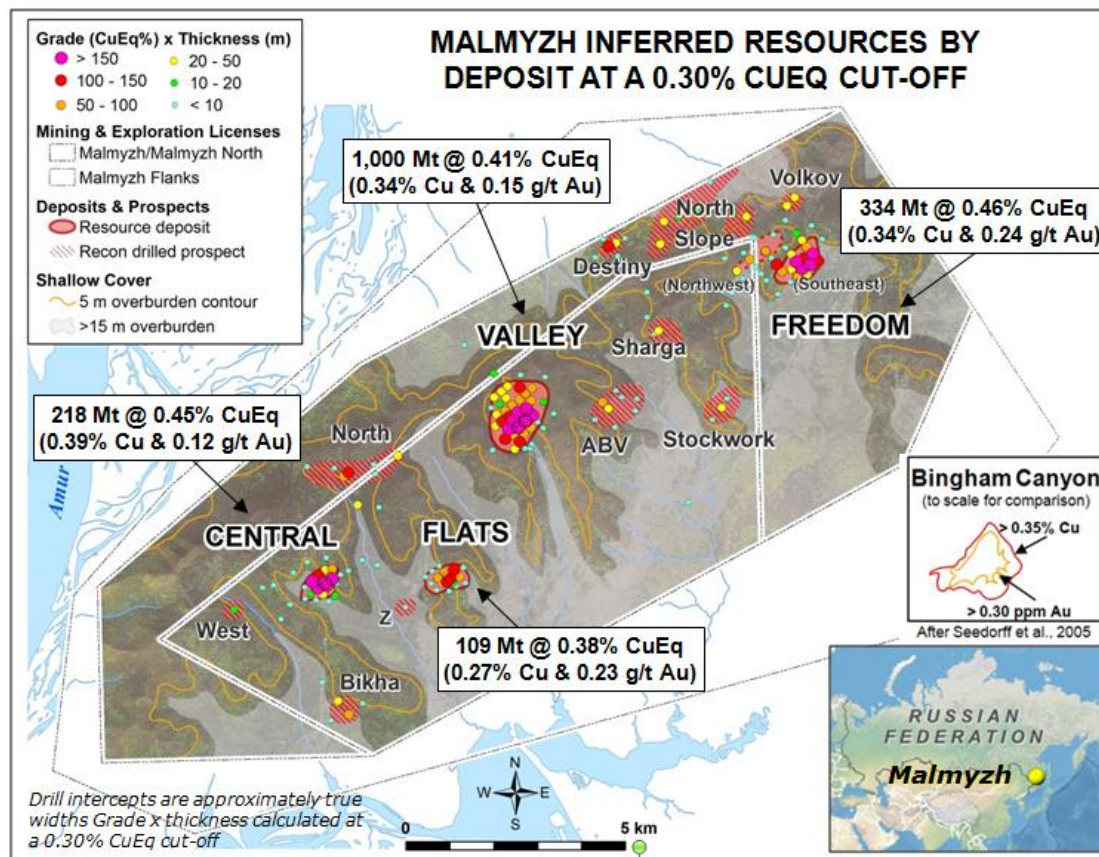 MALMYZH INFERRED RESOURCES BY
DEPOSIT AT A 0.30% CUEQ CUT-OFF
Grade (CuEq%) x Thickness (m)
> 150
100 - 150
50 - 100
20 - 50
10 - 20
< 10
Mining & Exploration Licenses
Malmyzh/Malmyzh North
Malmyzh Flanks
Deposits & Prospects
Resource deposit
Recon drilled prospect
Shallow Cover
5 m overburden contour
>15 m overburden
1,000 Mt @ 0.41% CuEq
(0.34% Cu & 0.15 g/t Au)
Volkov
334 Mt @ 0.46% CuEq
(0.34% Cu & 0.24 g/t Au)
North
Slope
Destiny
(Northwest)
(Southeast)
FREEDOM
VALLEY
Sharga
218 Mt @ 0.45% CuEq
(0.39% Cu & 0.12 g/t Au)
North
ABV
Stockwork
Amur
CENTRAL
FLATS
West
Z
Bikha
109 Mt @ 0.38% CuEq
(0.27% Cu & 0.23 g/t Au)
Bingham Canyon
(to scale for comparison)
> 0.35% Cu
> 0.30 ppm Au
After Seedorff et al., 2005
RUSSIAN
FEDERATION
Malmyzh
N
W E
S
Drill intercepts are approximately true
widths Grade x thickness calculated at
a 0.30% CuEq cut-off
0 5 km